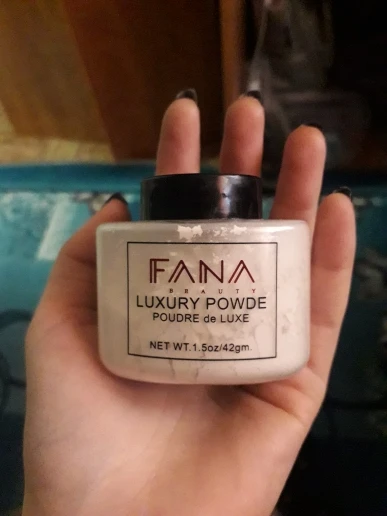 FANA
BEAUTY
LUXURY POWDE
POUDRE de LUXE
NET WT.1.5oz/42gm.